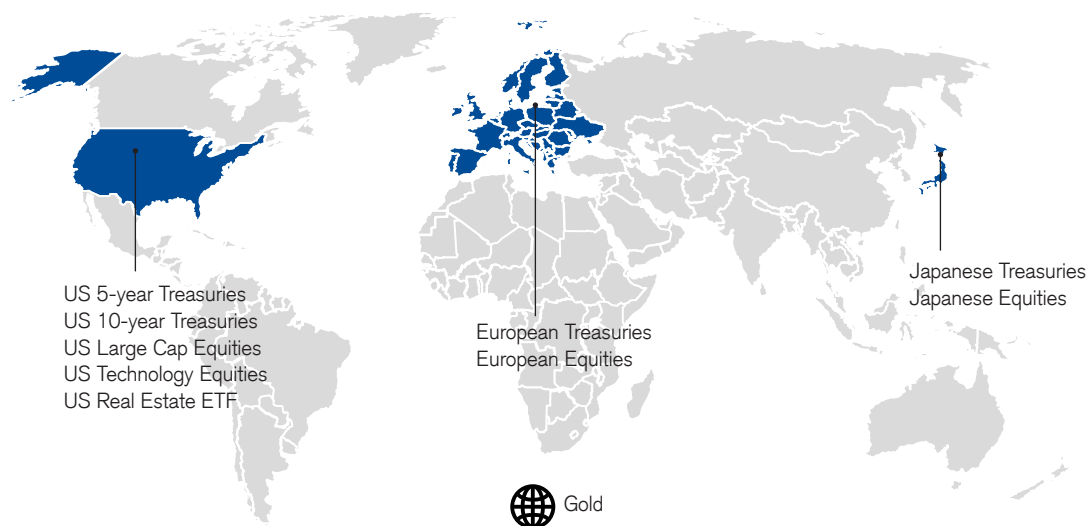 US 5-year Treasuries
US 10-year Treasuries
US Large Cap Equities
US Technology Equities
US Real Estate ETF
European Treasuries
European Equities
Japanese Treasuries
Japanese Equities
Gold